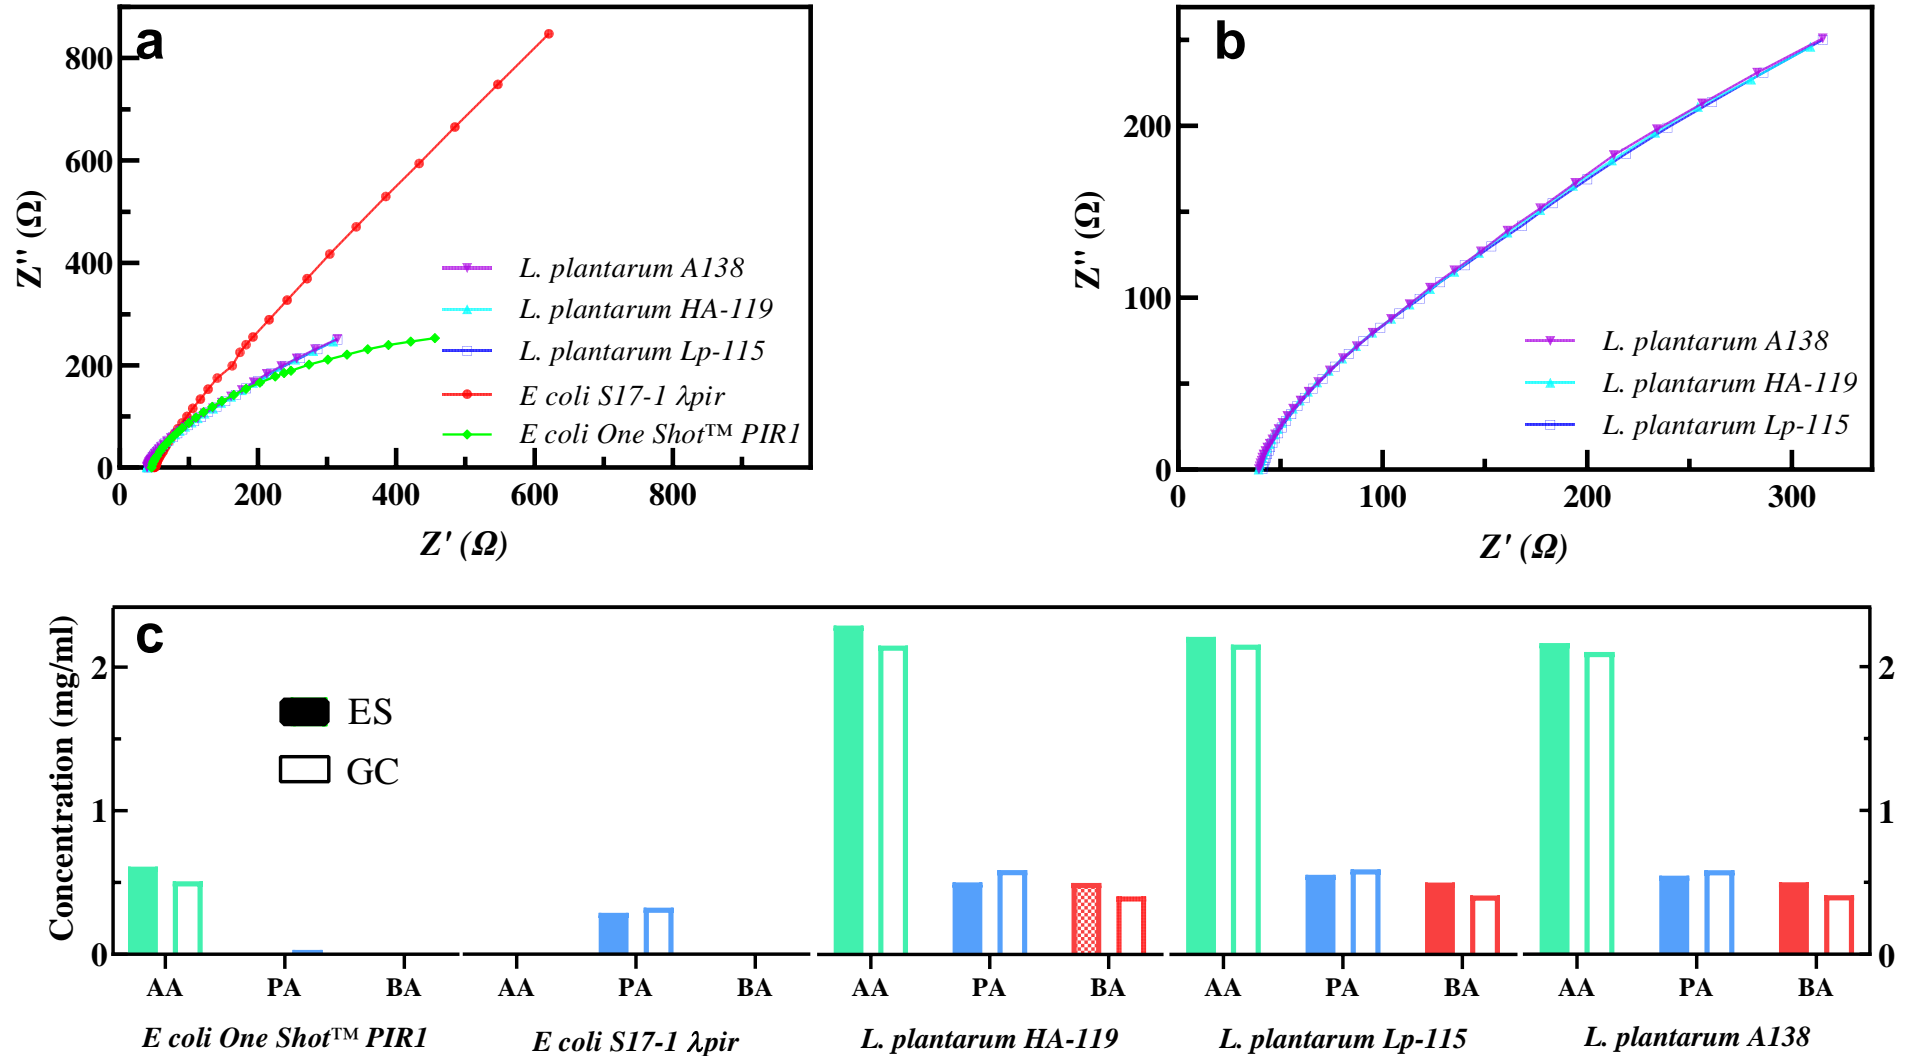 a
800
600
400
200
0
Z'' (Ω)
0 200 400 600 800
Z' (Ω)
L. plantarum A138
L. plantarum HA-119
L. plantarum Lp-115
E coli S17-1 λpir
E coli One Shot™ PIR1
b
200
100
0
Z'' (Ω)
0 100 200 300
Z' (Ω)
L. plantarum A138
L. plantarum HA-119
L. plantarum Lp-115
c
Concentration (mg/ml)
2 2
1 1
0 0
ES
GC
AA PA BA AA PA BA AA PA BA AA PA BA AA PA BA
E coli One Shot™ PIR1 E coli S17-1 λpir L. plantarum HA-119 L. plantarum Lp-115 L. plantarum A138